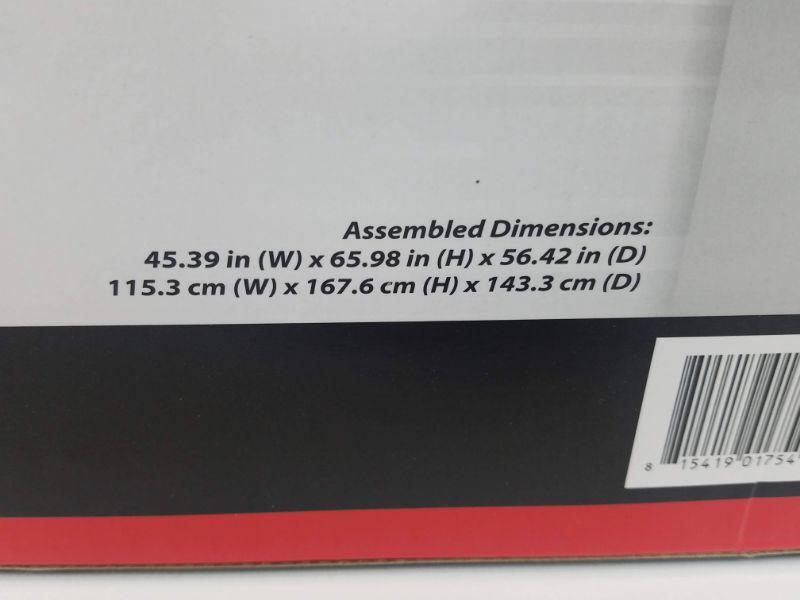 Assembled Dimensions:
45.39 in (W) x 65.98 in (H) x 56.42 in (D)
115.3 cm (W) x 167.6 cm (H) x 143.3 cm (D)
8 15419 01754